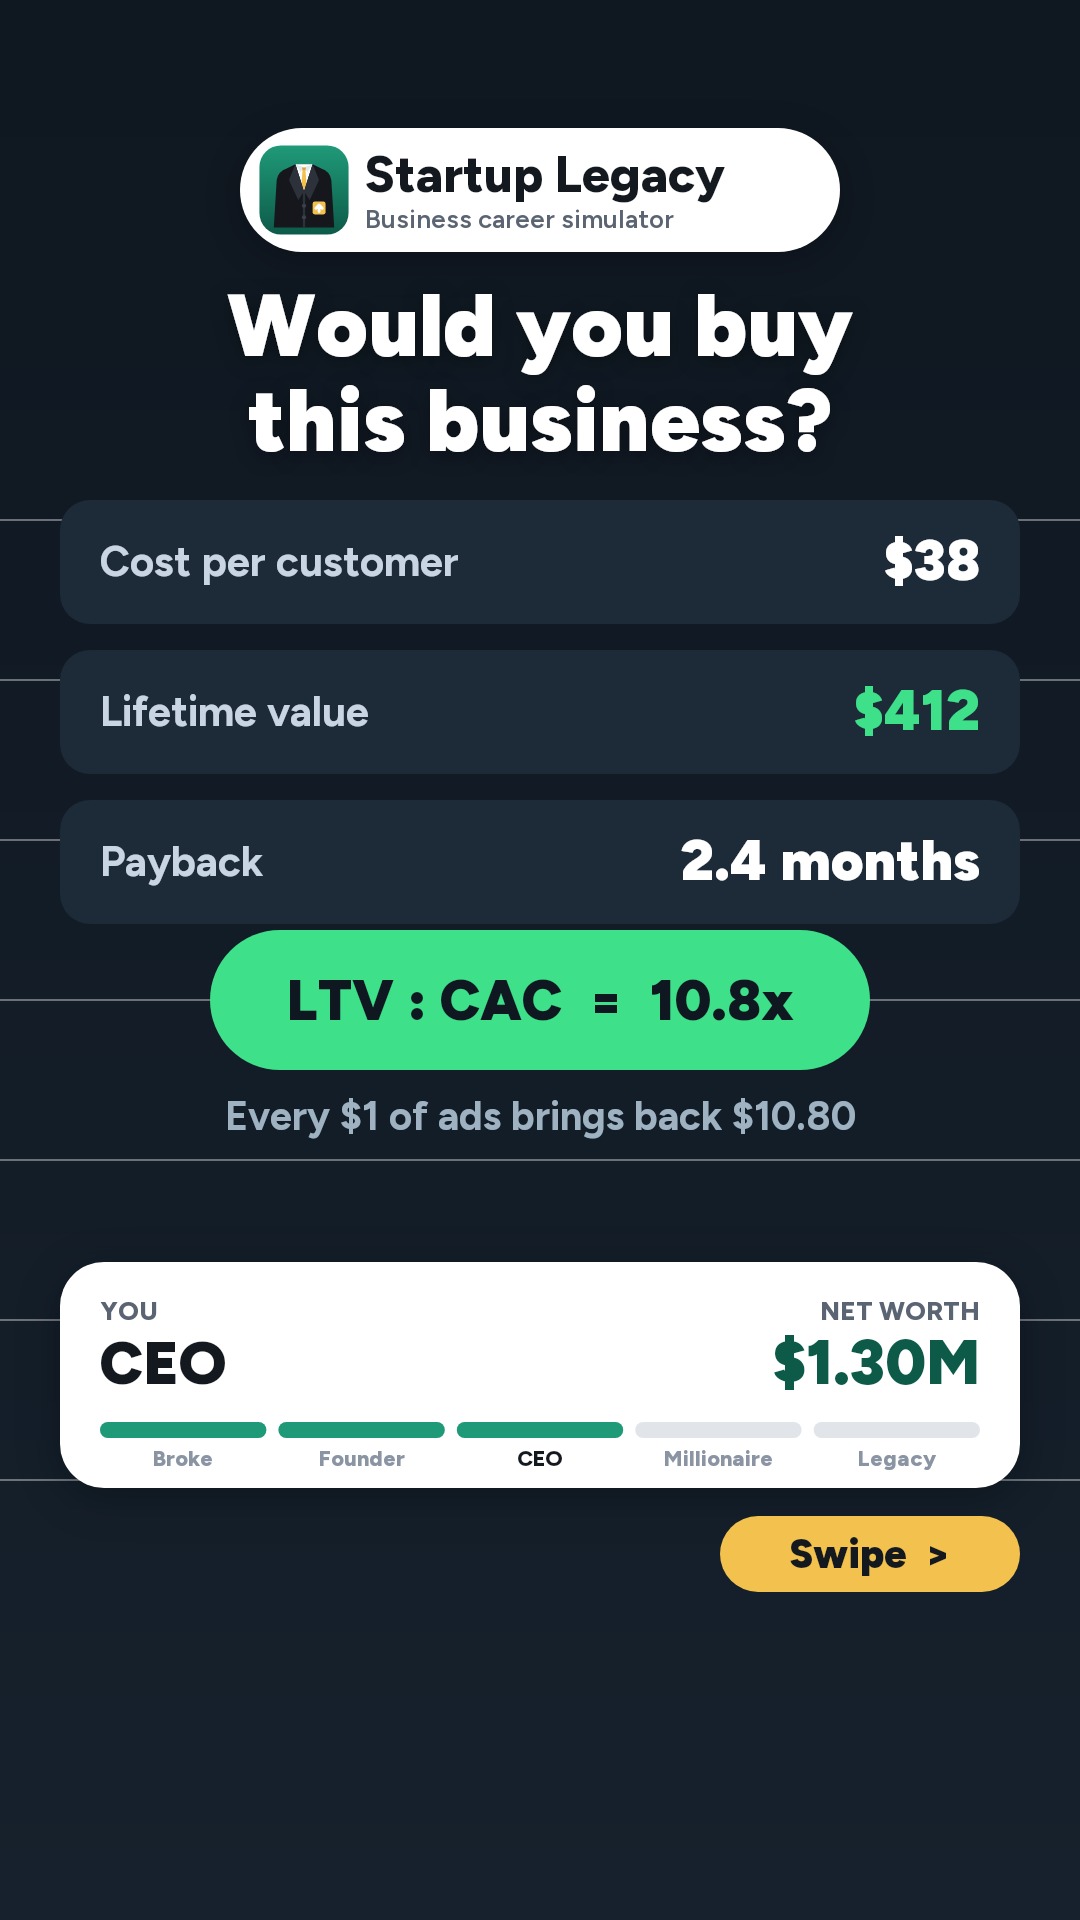 Startup Legacy
Business career simulator
Would you buy
this business?
Cost per customer $38
Lifetime value $412
Payback 2.4 months
LTV : CAC = 10.8x
Every $1 of ads brings back $10.80
YOU NET WORTH
CEO $1.30M
Broke Founder CEO Millionaire Legacy
Swipe >